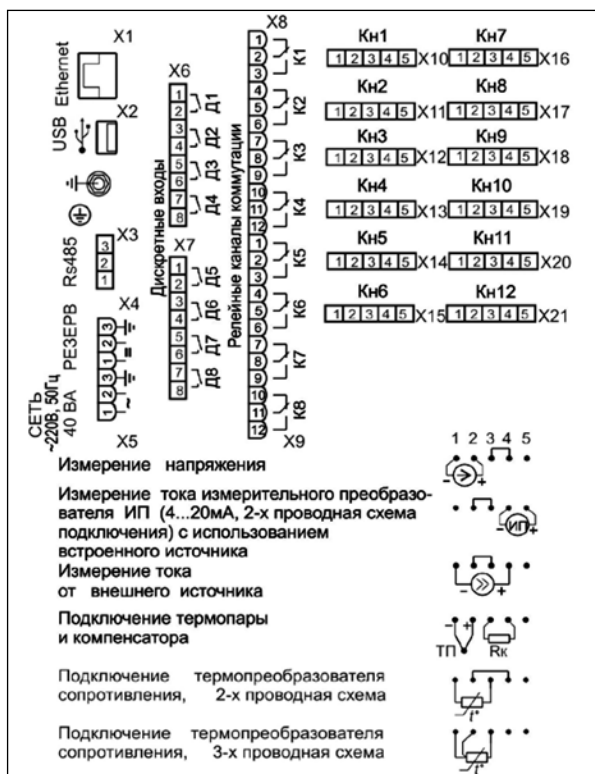 X1
Ethernet
X2
USB
X3
Rs485
3
2
1
X4
РЕЗЕРВ
3
2
1
3
2
1
СЕТЬ
~220В, 50Гц
40 ВА
~
X5
X6
Дискретные входы
1
2
3
4
5
6
7
8
Д1
Д2
Д3
Д4
X7
1
2
3
4
5
6
7
8
Д5
Д6
Д7
Д8
X8
Релейные каналы коммутации
1
2
3
4
5
6
7
8
9
10
11
12
К1
К2
К3
К4
1
2
3
4
5
6
7
8
9
10
11
12
К5
К6
К7
К8
X9
Кн1 Кн7
1 2 3 4 5 X10 1 2 3 4 5 X16
Кн2 Кн8
1 2 3 4 5 X11 1 2 3 4 5 X17
Кн3 Кн9
1 2 3 4 5 X12 1 2 3 4 5 X18
Кн4 Кн10
1 2 3 4 5 X13 1 2 3 4 5 X19
Кн5 Кн11
1 2 3 4 5 X14 1 2 3 4 5 X20
Кн6 Кн12
1 2 3 4 5 X15 1 2 3 4 5 X21
1 2 3 4 5
Измерение напряжения
- +
Измерение тока измерительного преобразо-
вателя ИП (4...20мА, 2-х проводная схема
подключения) с использованием
встроенного источника
- ИП +
Измерение тока
от внешнего источника
- +
Подключение термопары
и компенсатора
- +
ТП Rк
Подключение термопреобразователя
сопротивления, 2-х проводная схема
t°
Подключение термопреобразователя
сопротивления, 3-х проводная схема
t°